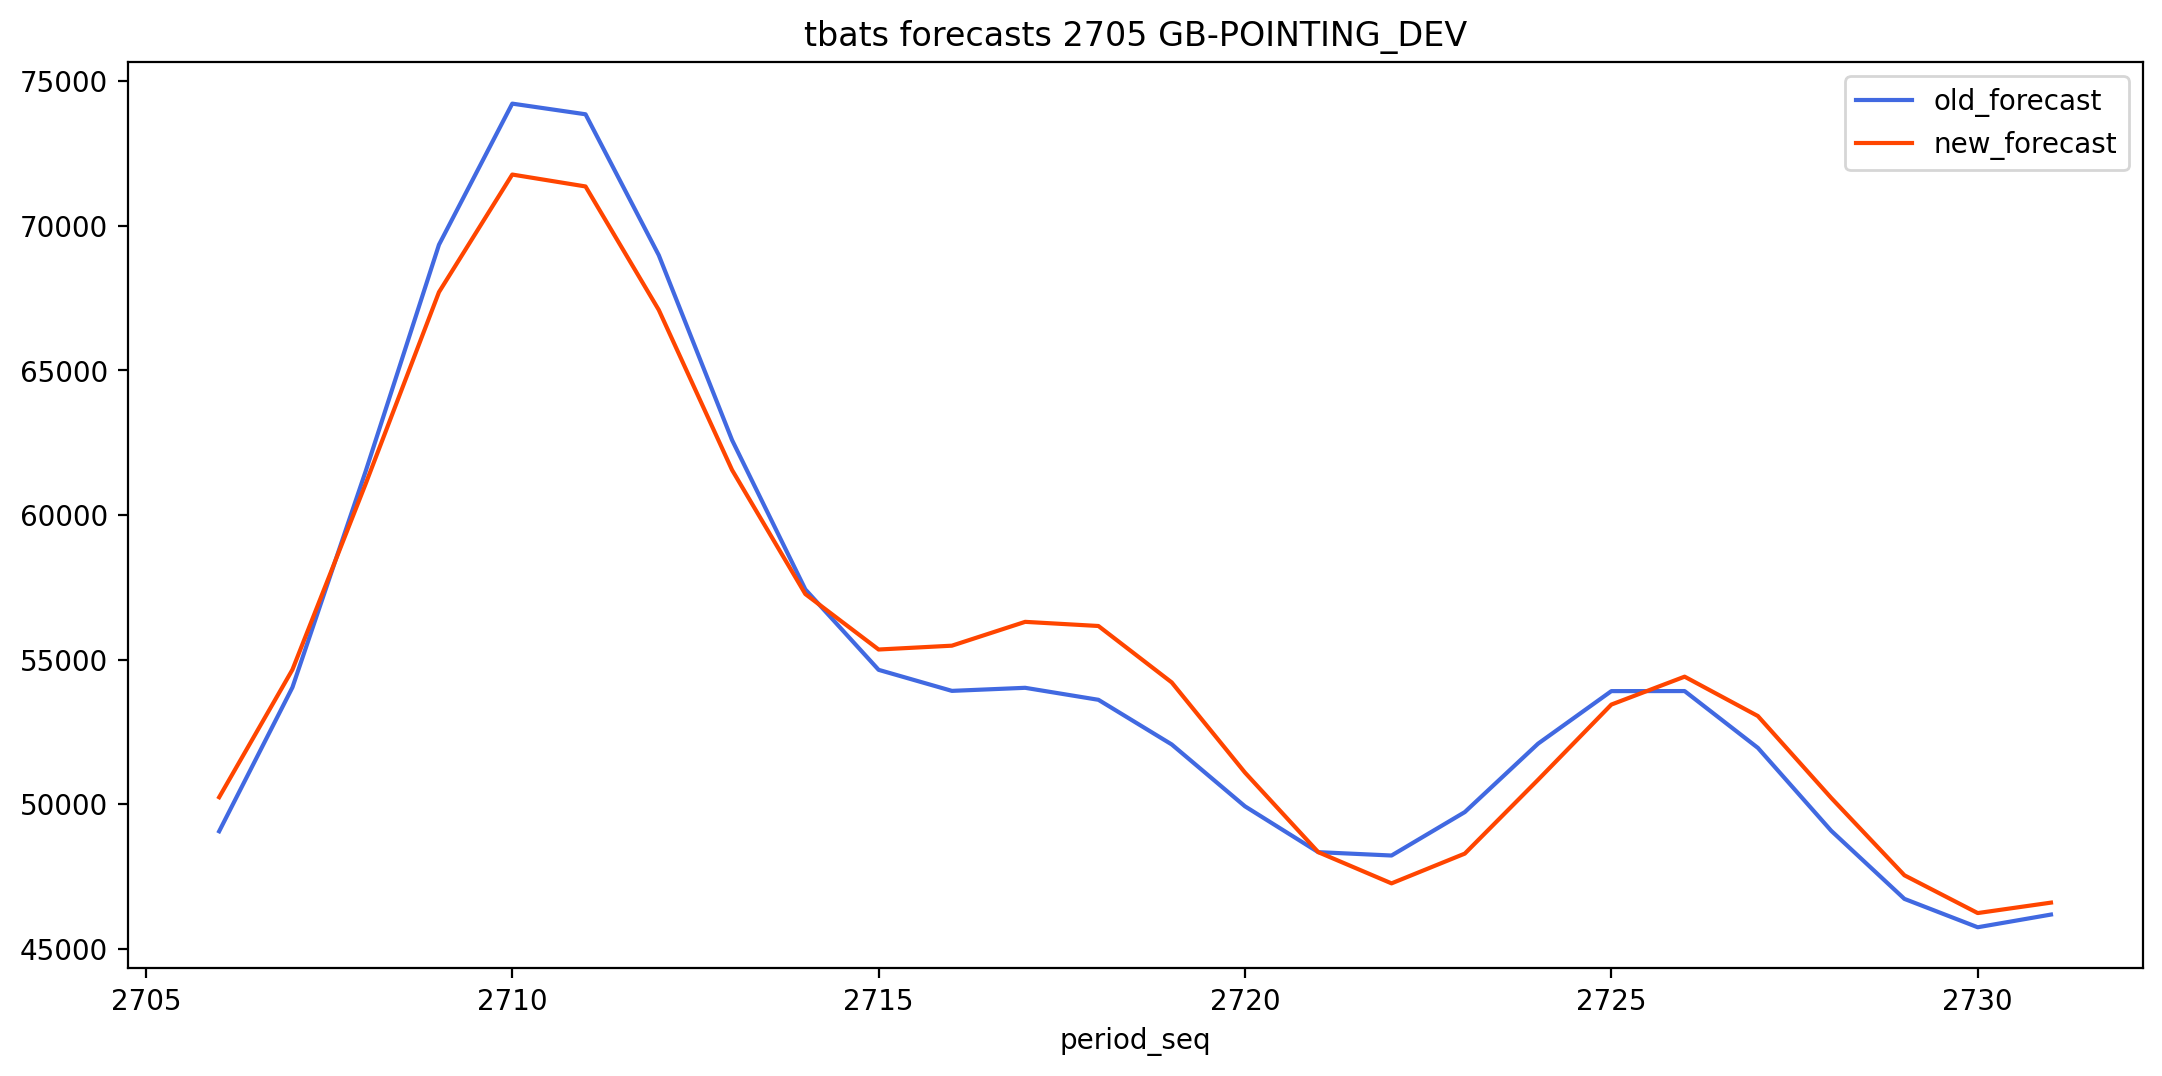 tbats forecasts 2705 GB-POINTING_DEV
75000
70000
65000
60000
55000
50000
45000
old_forecast
new_forecast
2705 2710 2715 2720 2725 2730
period_seq